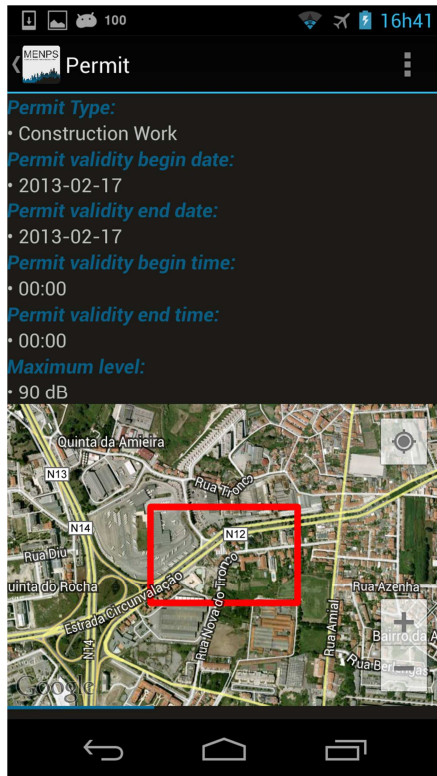 100
16h41
MENPS
Permit
Permit Type:
• Construction Work
Permit validity begin date:
• 2013-02-17
Permit validity end date:
• 2013-02-17
Permit validity begin time:
• 00:00
Permit validity end time:
• 00:00
Maximum level:
• 90 dB
Quinta da Amieira
N13
Rua Tronco
N14
N12
Rua Diu
uinta do Rocha
Estrada Circunvalação
Rua Nova do Tronco
Rua Azenha
Rua Amial
N14
Bairro da A
Rua Berlengas
Google